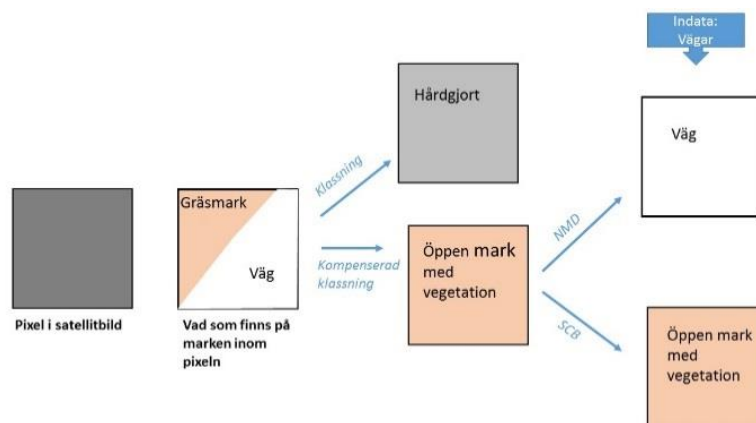 Indata:
Vägar
Hårdgjort
Väg
Klassning
Gräsmark
Väg
NMD
Kompenserad
klassning
Öppen mark
med
vegetation
Pixel i satellitbild
Vad som finns på
marken inom
pixeln
SCB
Öppen mark
med
vegetation